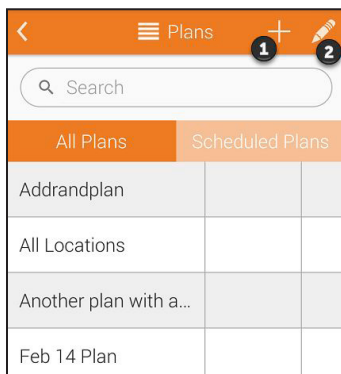 Plans
1
2
Search
All Plans Scheduled Plans
Addrandplan
All Locations
Another plan with a...
Feb 14 Plan